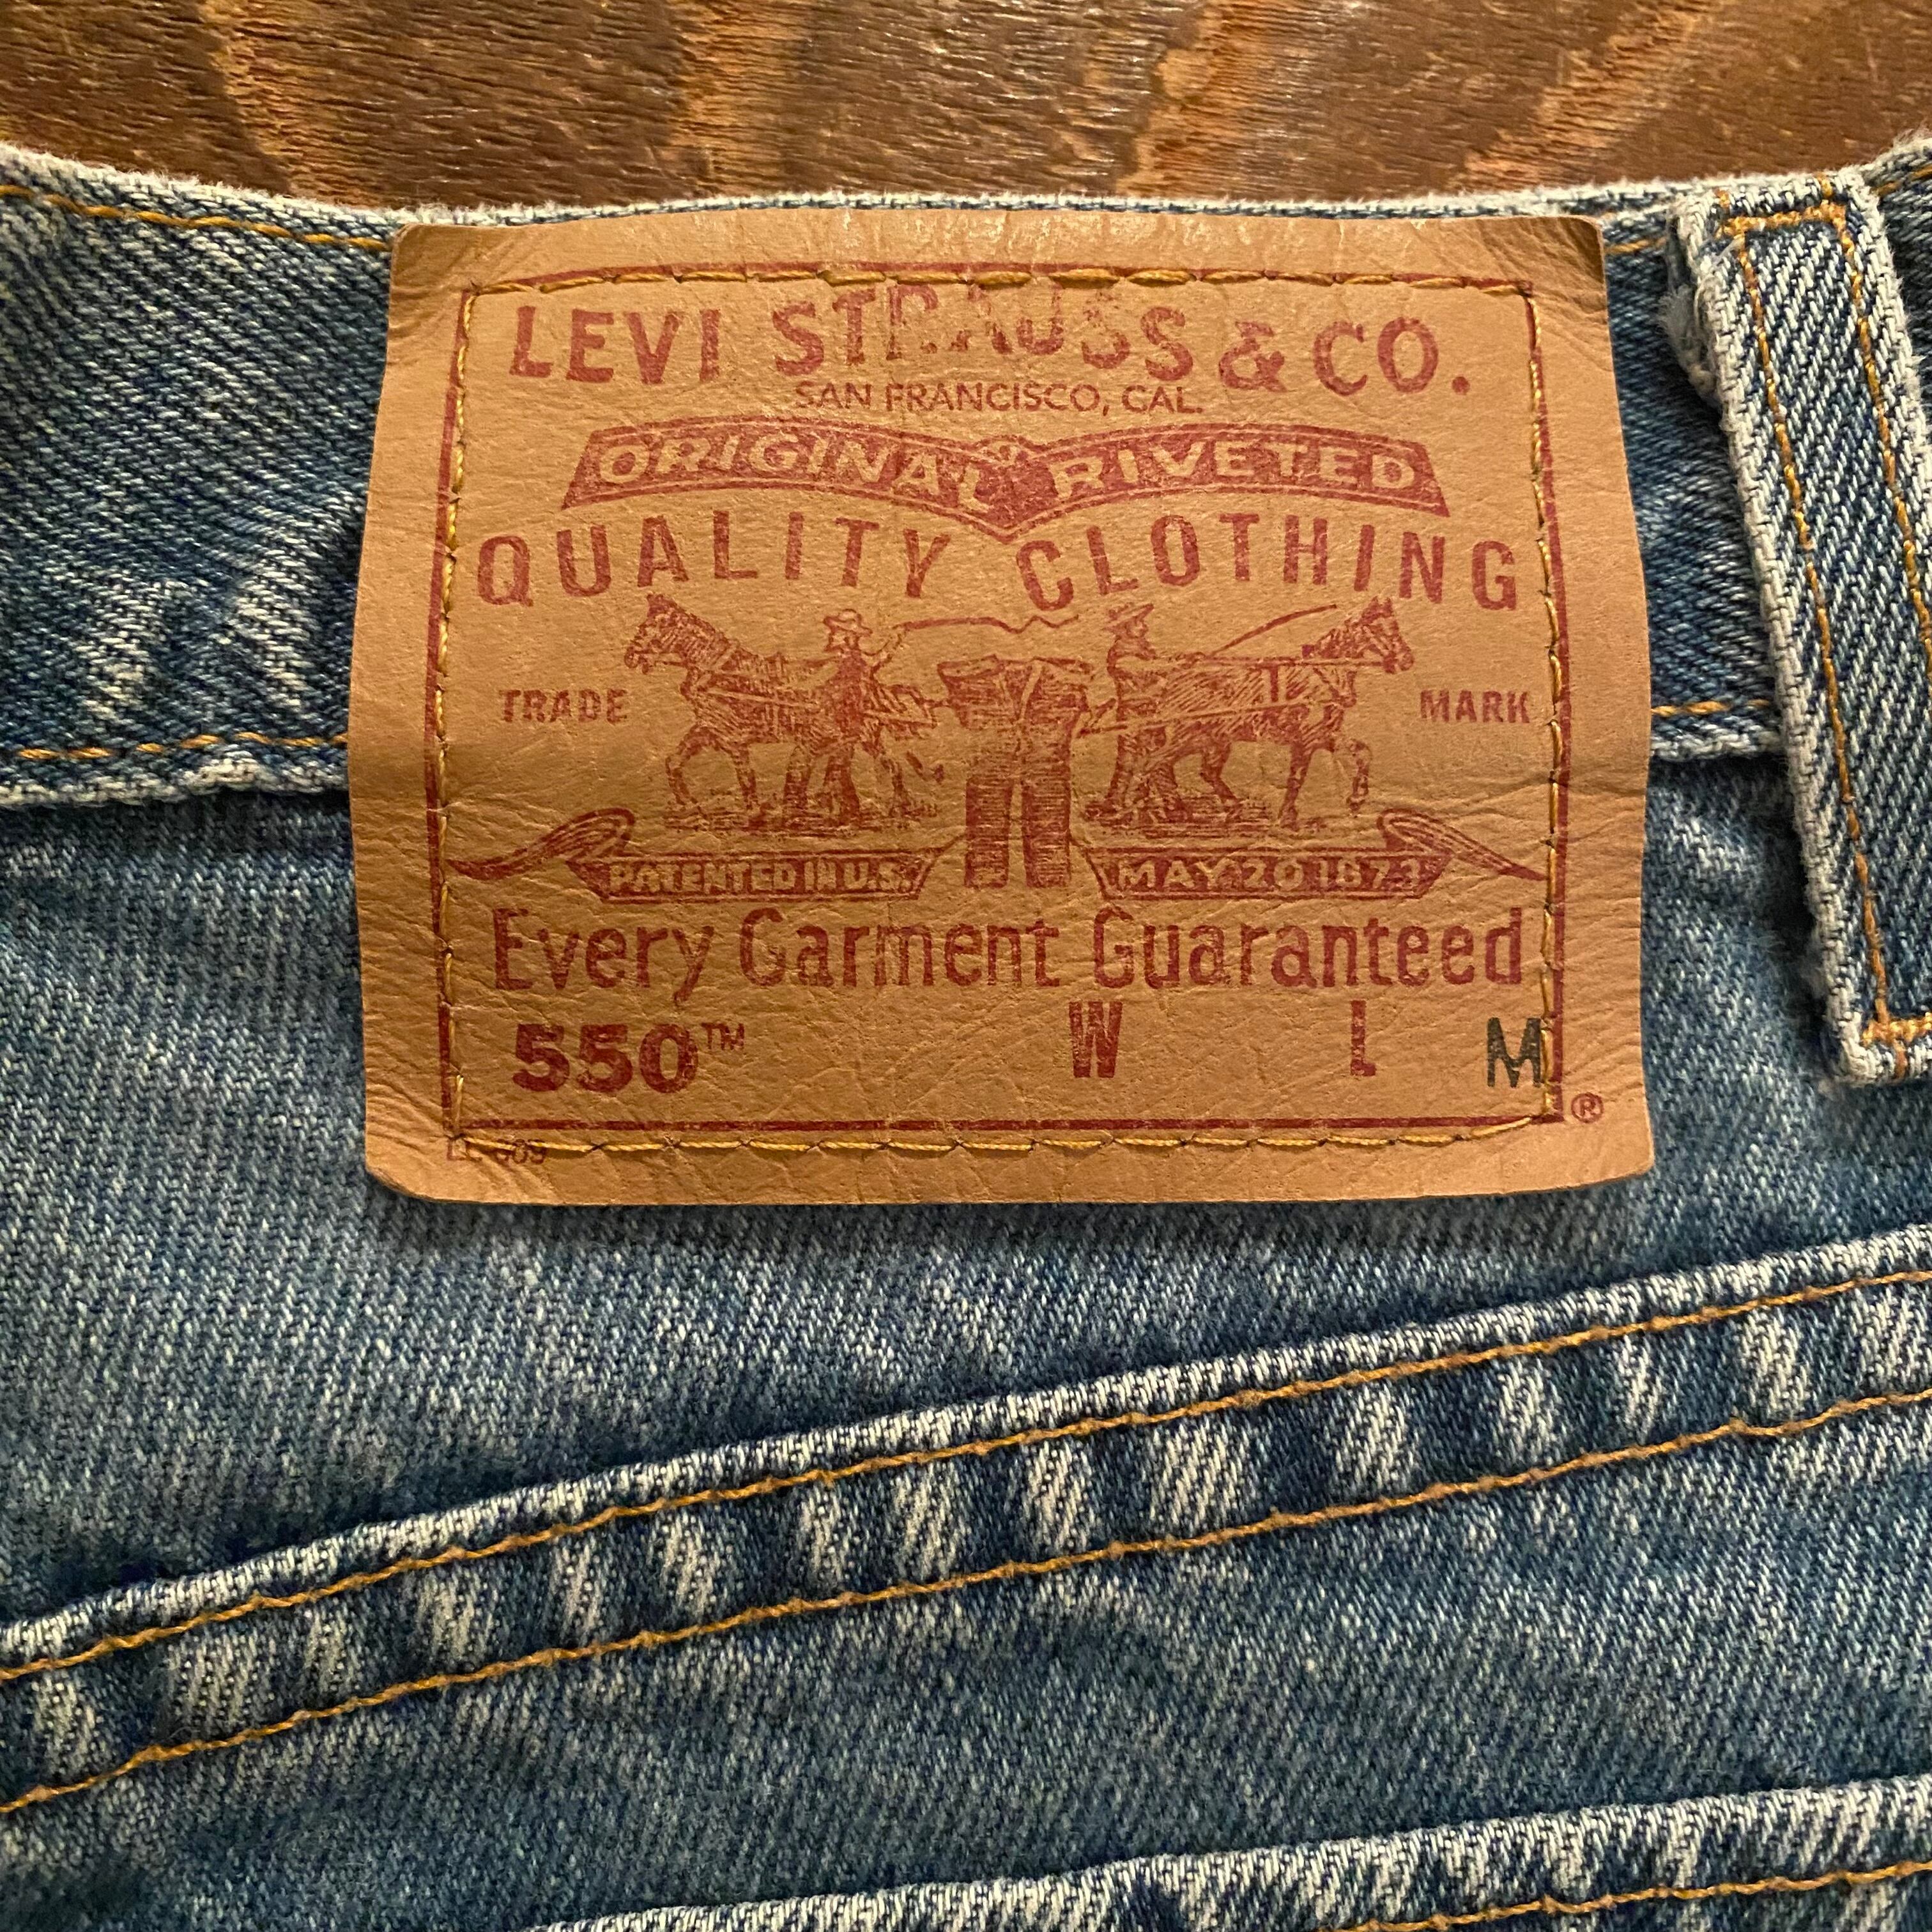 LEVI STRAUSS & CO.
SAN FRANCISCO, CAL.
ORIGINAL RIVETED
QUALITY CLOTHING
TRADE MARK
PATENTED IN U.S. MAY 20 1873
Every Garment Guaranteed
550™ W L M
®